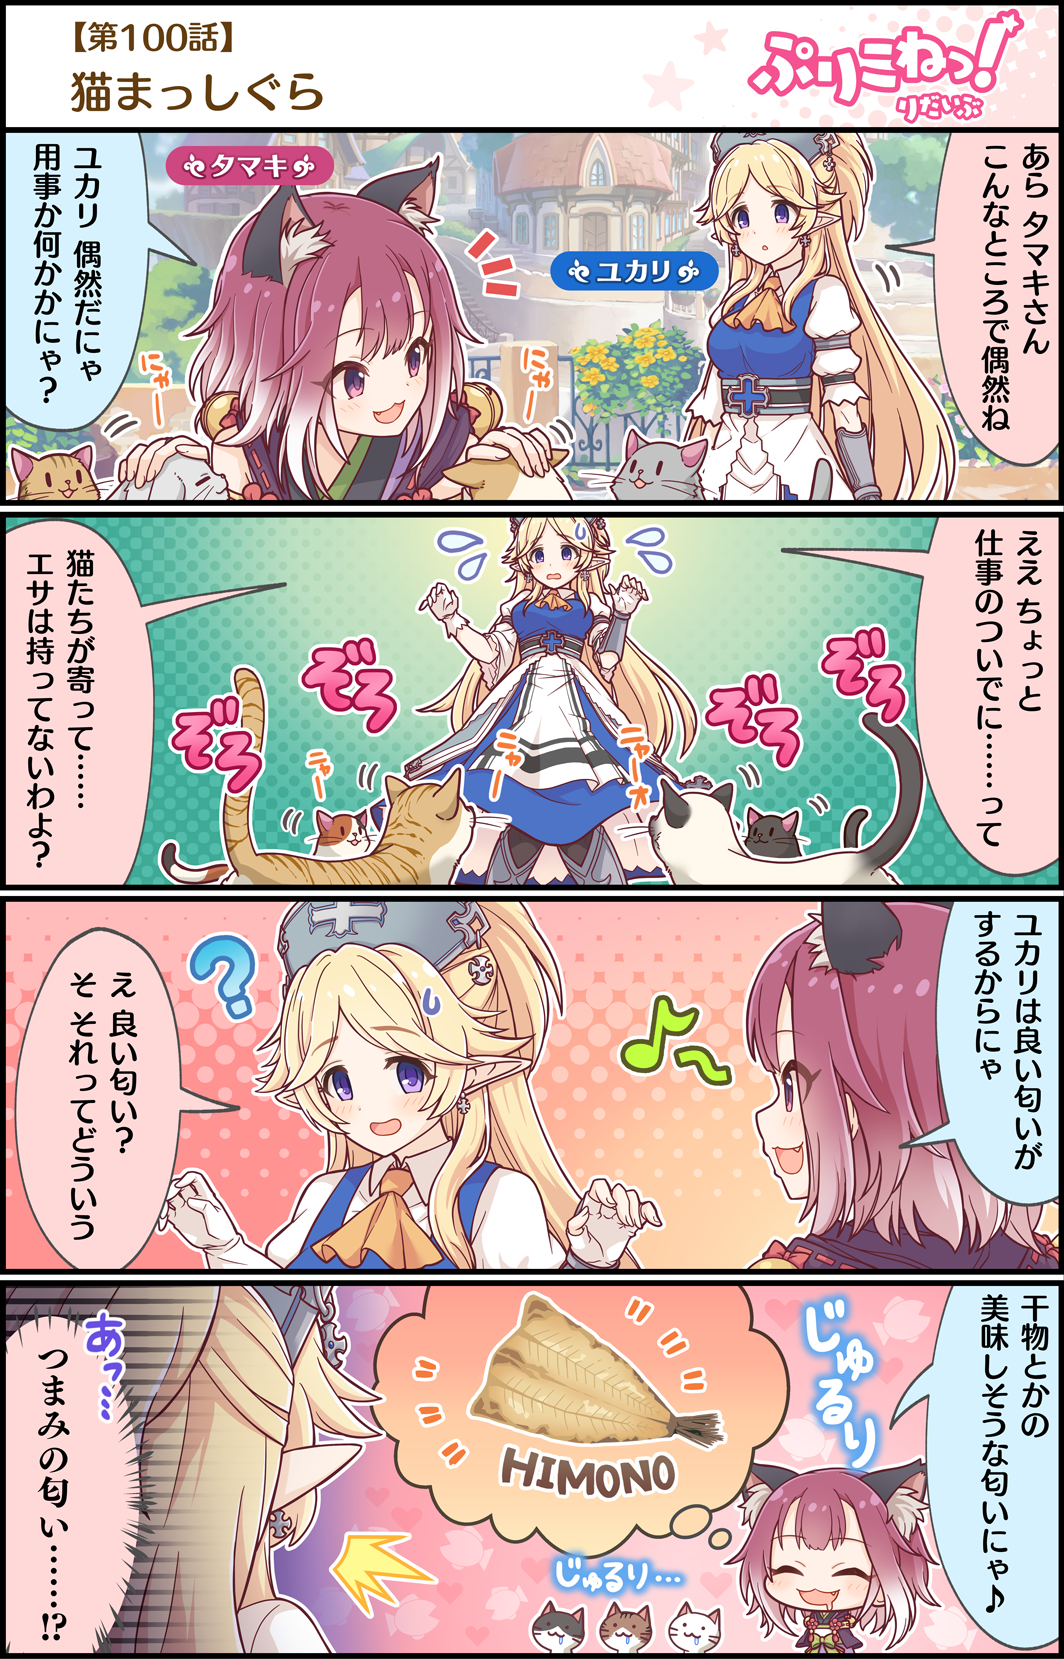 【第100話】
猫まっしぐら
ぷりこねっ!
りだいぶ
あら タマキさん
こんなところで偶然ね
ユカリ
タマキ
ユカリ 偶然だにゃ
用事か何かかにゃ？
にゃー
にゃー
ええ ちょっと
仕事のついでに……って
ぞろ
ぞろ
ぞろ
ぞろ
ニャー
ニャー
ニャー
猫たちが寄って……
エサは持ってないわよ？
ユカリは良い匂いが
するからにゃ
え 良い匂い？
そ それってどういう
干物とかの
美味しそうな匂いにゃ♪
じゅるり
HIMONO
じゅるり…
あっ…
つまみの匂い……!?